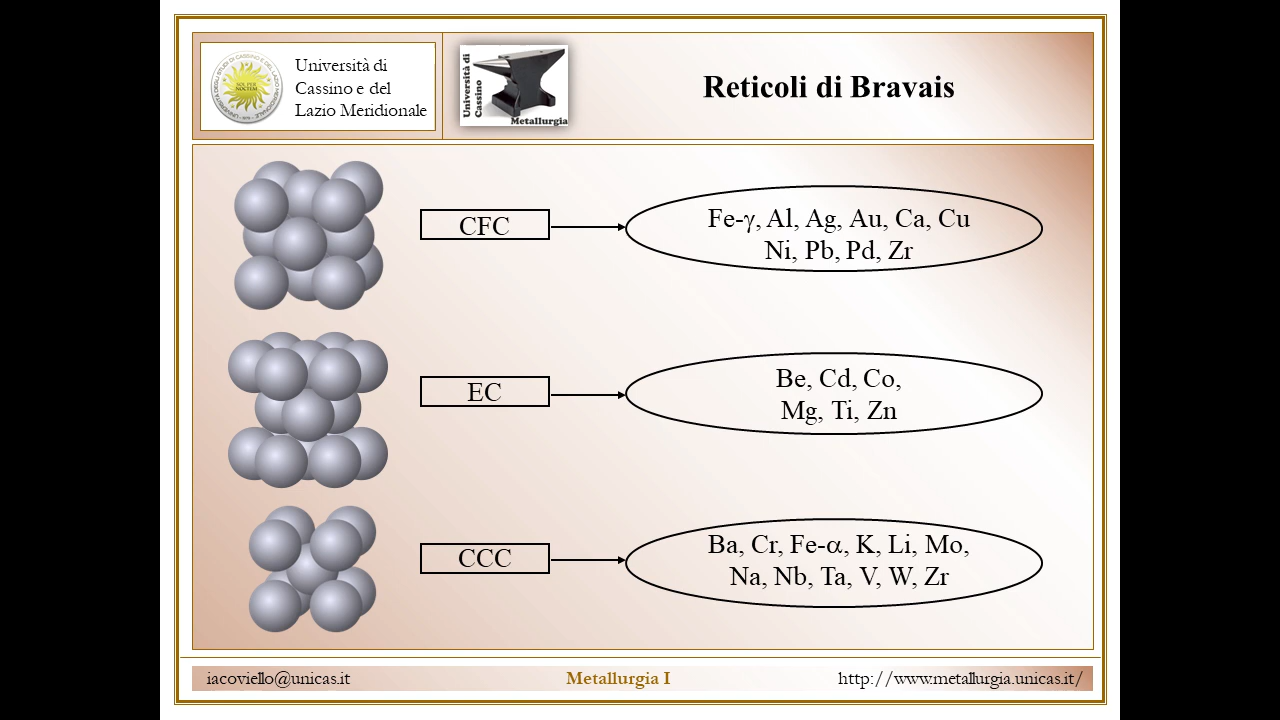 Università di
Cassino e del
Lazio Meridionale
Università di
Cassino
Metallurgia
Reticoli di Bravais
CFC
Fe-γ, Al, Ag, Au, Ca, Cu
Ni, Pb, Pd, Zr
EC
Be, Cd, Co,
Mg, Ti, Zn
CCC
Ba, Cr, Fe-α, K, Li, Mo,
Na, Nb, Ta, V, W, Zr
iacoviello@unicas.it
Metallurgia I
http://www.metallurgia.unicas.it/